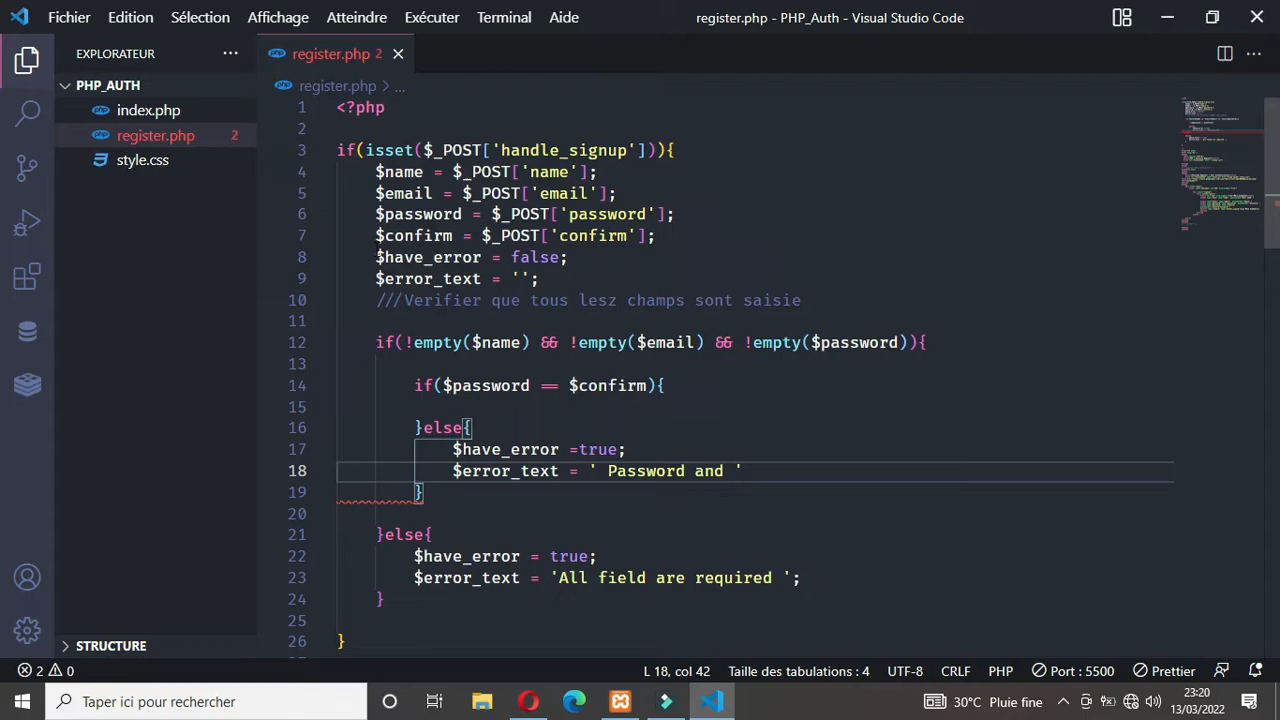 Fichier Edition Sélection Affichage Atteindre Exécuter Terminal Aide register.php - PHP_Auth - Visual Studio Code
EXPLORATEUR
PHP_AUTH
index.php
register.php 2
style.css
STRUCTURE
register.php 2
register.php > ...
1 <?php
2
3 if(isset($_POST['handle_signup'])){
4 $name = $_POST['name'];
5 $email = $_POST['email'];
6 $password = $_POST['password'];
7 $confirm = $_POST['confirm'];
8 $have_error = false;
9 $error_text = '';
10 ///Verifier que tous lesz champs sont saisie
11
12 if(!empty($name) && !empty($email) && !empty($password)){
13
14 if($password == $confirm){
15
16 }else{
17 $have_error =true;
18 $error_text = ' Password and '
19 }
20
21 }else{
22 $have_error = true;
23 $error_text = 'All field are required ';
24 }
25
26 }
2 0 L 18, col 42 Taille des tabulations : 4 UTF-8 CRLF PHP Port : 5500 Prettier
Taper ici pour rechercher
30°C Pluie fine
23:20
13/03/2022